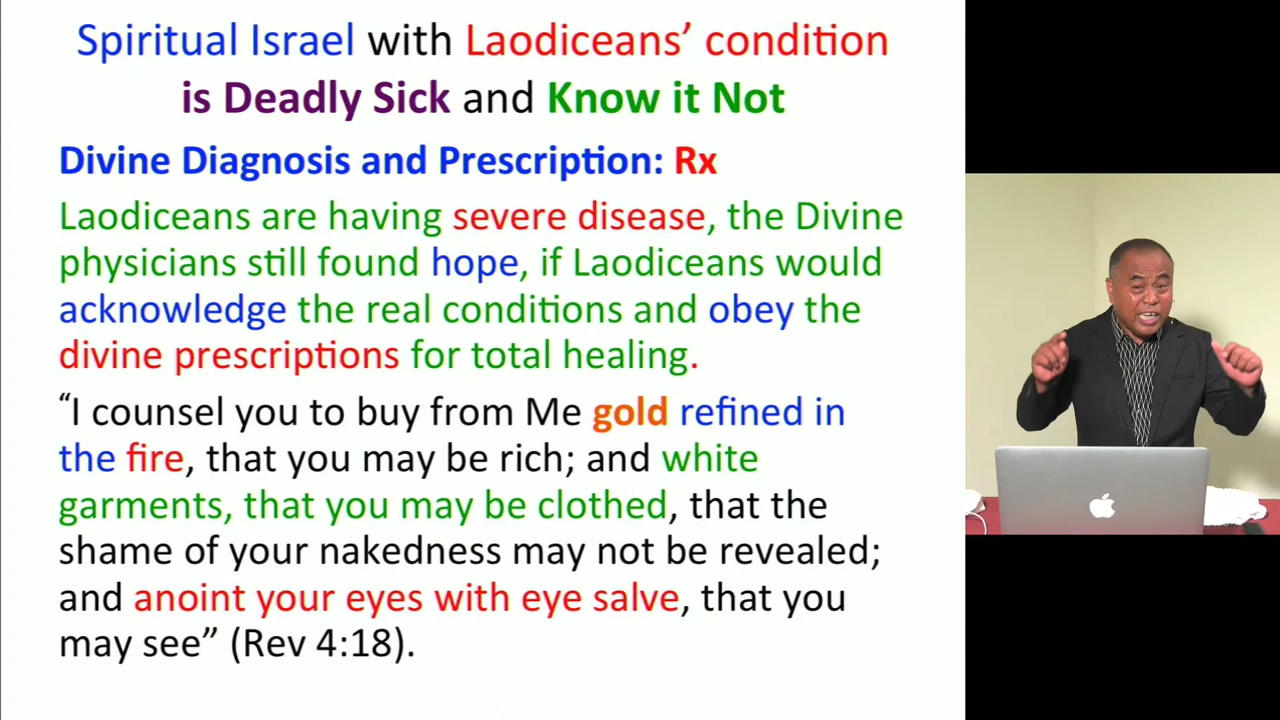 Spiritual Israel with Laodiceans’ condition
is Deadly Sick and Know it Not
Divine Diagnosis and Prescription: Rx
Laodiceans are having severe disease, the Divine
physicians still found hope, if Laodiceans would
acknowledge the real conditions and obey the
divine prescriptions for total healing.
“I counsel you to buy from Me gold refined in
the fire, that you may be rich; and white
garments, that you may be clothed, that the
shame of your nakedness may not be revealed;
and anoint your eyes with eye salve, that you
may see” (Rev 4:18).